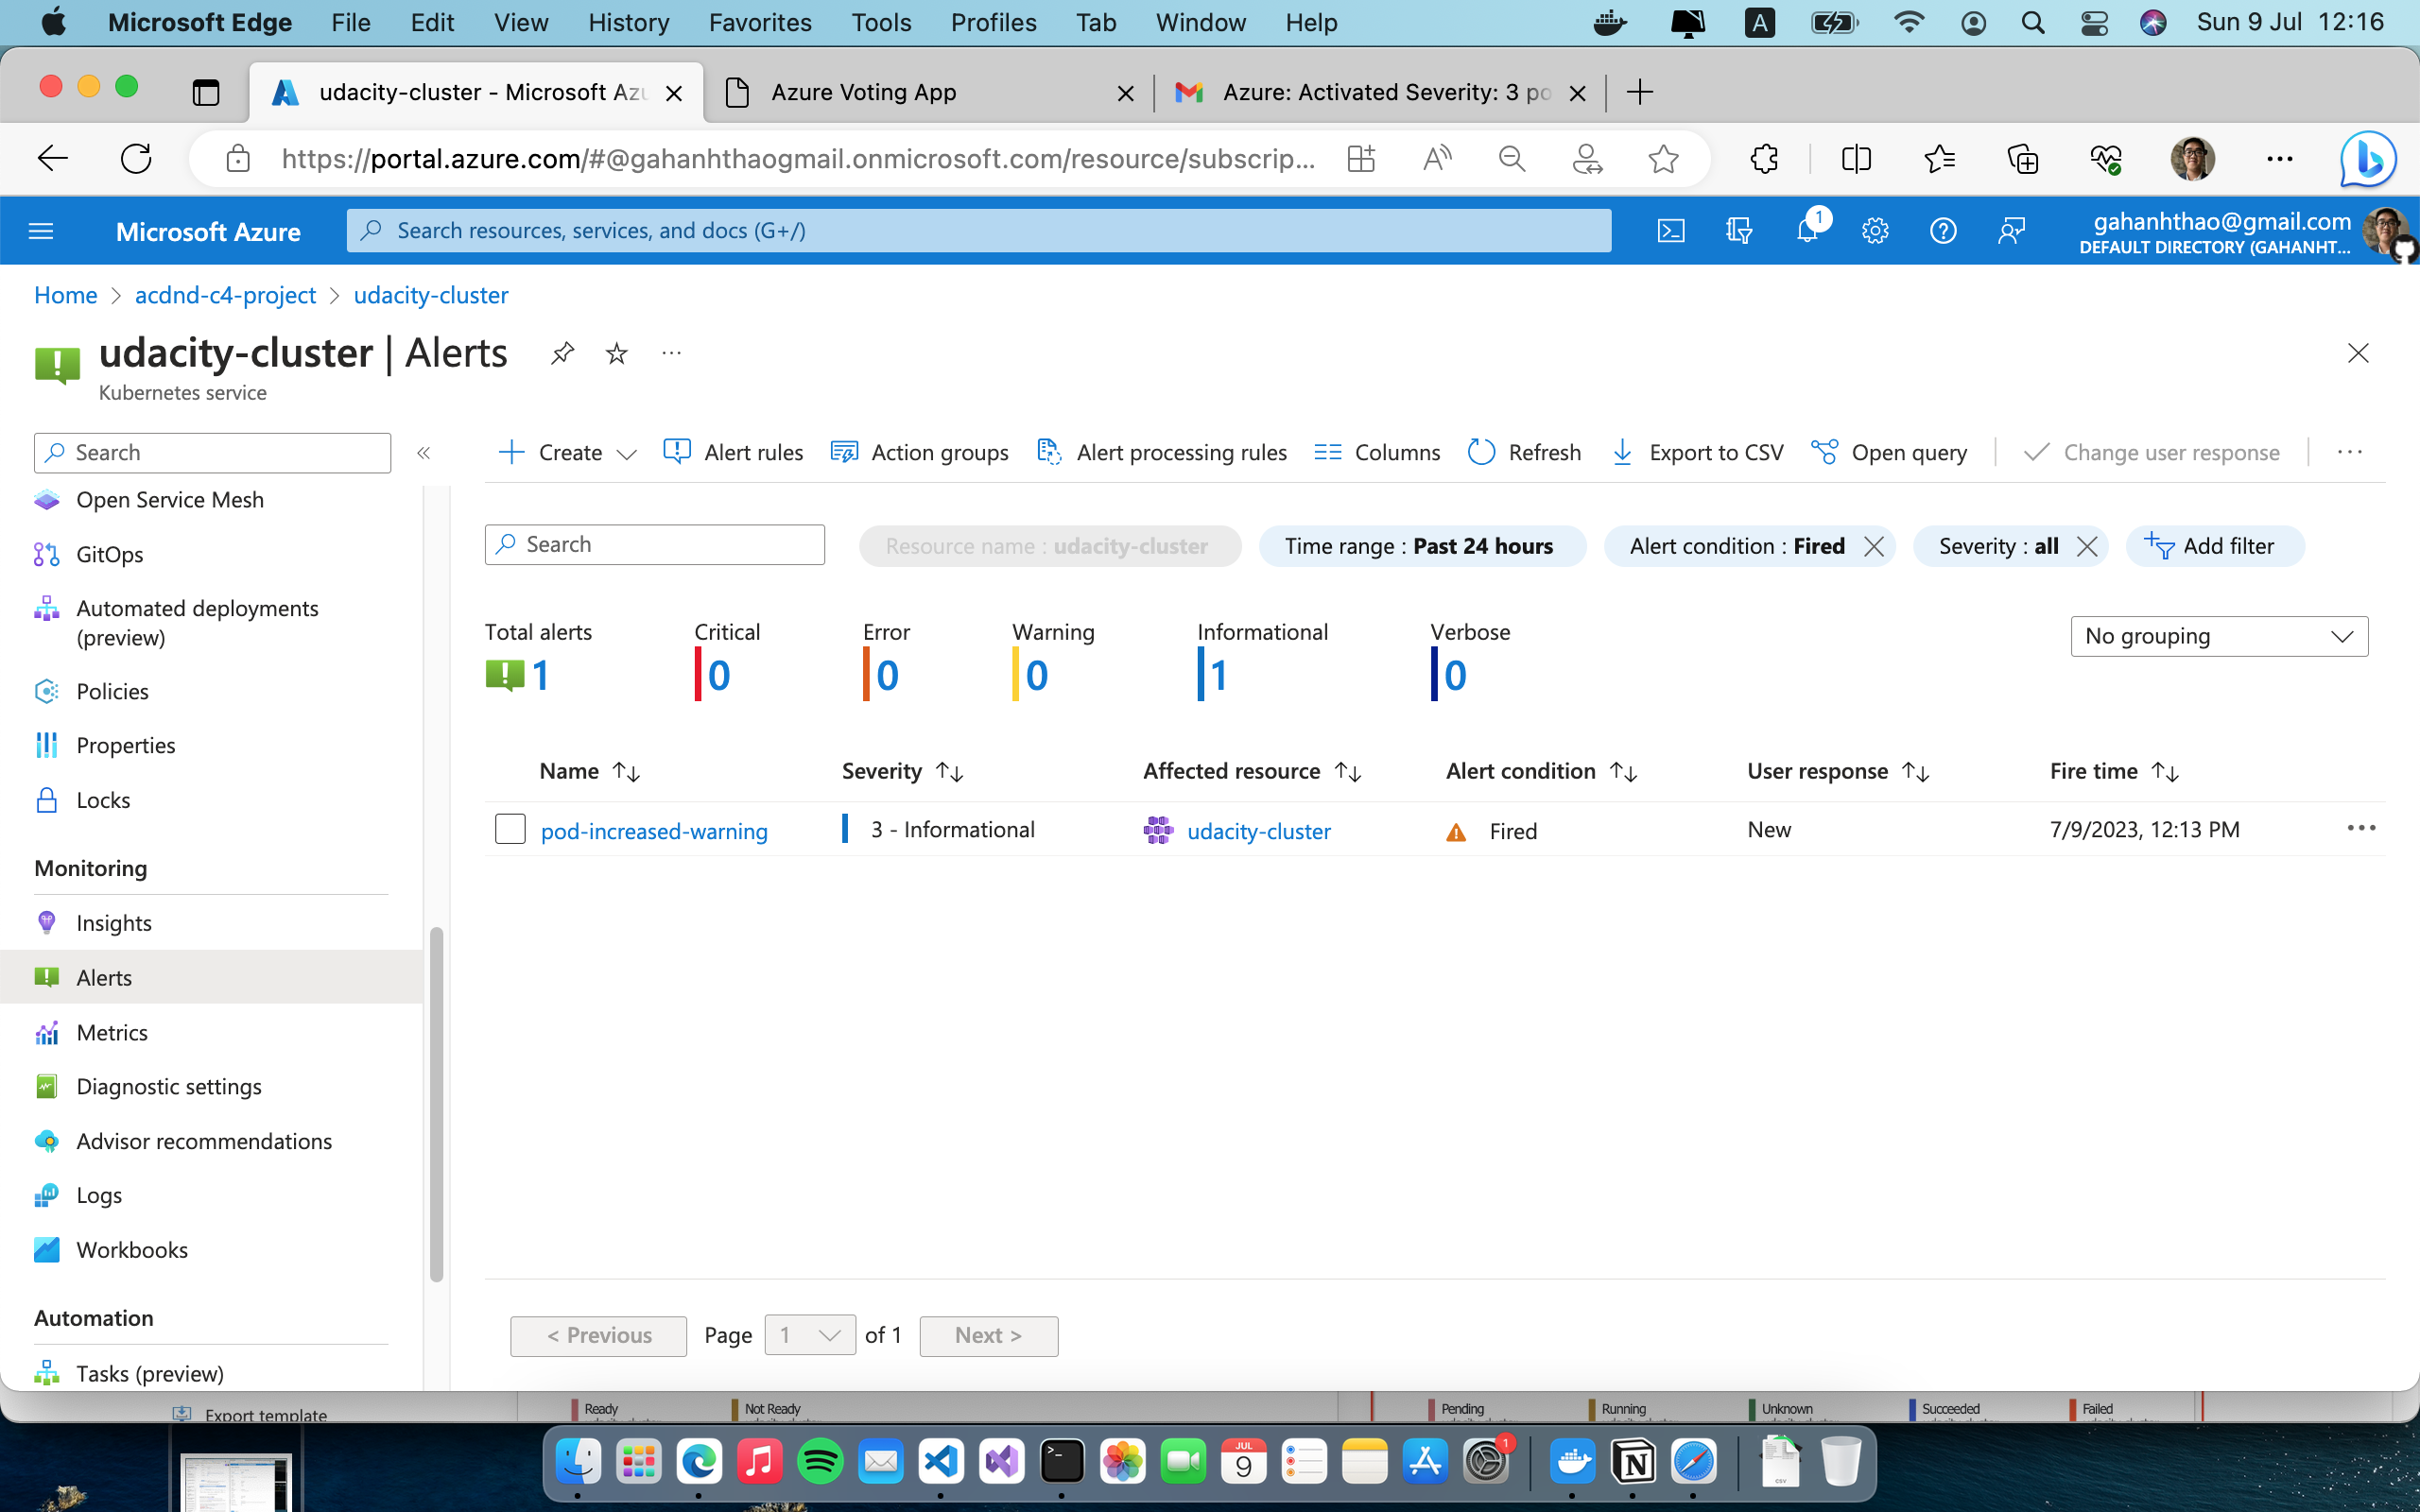 Microsoft Edge File Edit View History Favorites Tools Profiles Tab Window Help A Sun 9 Jul 12:16
udacity-cluster - Microsoft Azu Azure Voting App Azure: Activated Severity: 3 po
https://portal.azure.com/#@gahanhthaogmail.onmicrosoft.com/resource/subscrip...
Microsoft Azure Search resources, services, and docs (G+/) 1 gahanhthao@gmail.com
DEFAULT DIRECTORY (GAHANHT...
Home > acdnd-c4-project > udacity-cluster
udacity-cluster | Alerts
Kubernetes service
Search « Create Alert rules Action groups Alert processing rules Columns Refresh Export to CSV Open query Change user response
Open Service Mesh
GitOps
Automated deployments
(preview)
Policies
Properties
Locks
Monitoring
Insights
Alerts
Metrics
Diagnostic settings
Advisor recommendations
Logs
Workbooks
Automation
Tasks (preview)
Search Resource name : udacity-cluster Time range : Past 24 hours Alert condition : Fired Severity : all Add filter
Total alerts Critical Error Warning Informational Verbose
1 0 0 0 1 0
No grouping
Name Severity Affected resource Alert condition User response Fire time
pod-increased-warning 3 - Informational udacity-cluster Fired New 7/9/2023, 12:13 PM
< Previous Page 1 of 1 Next >
Export template Ready Not Ready Pending Running Unknown Succeeded Failed
JUL
9
1
CSV